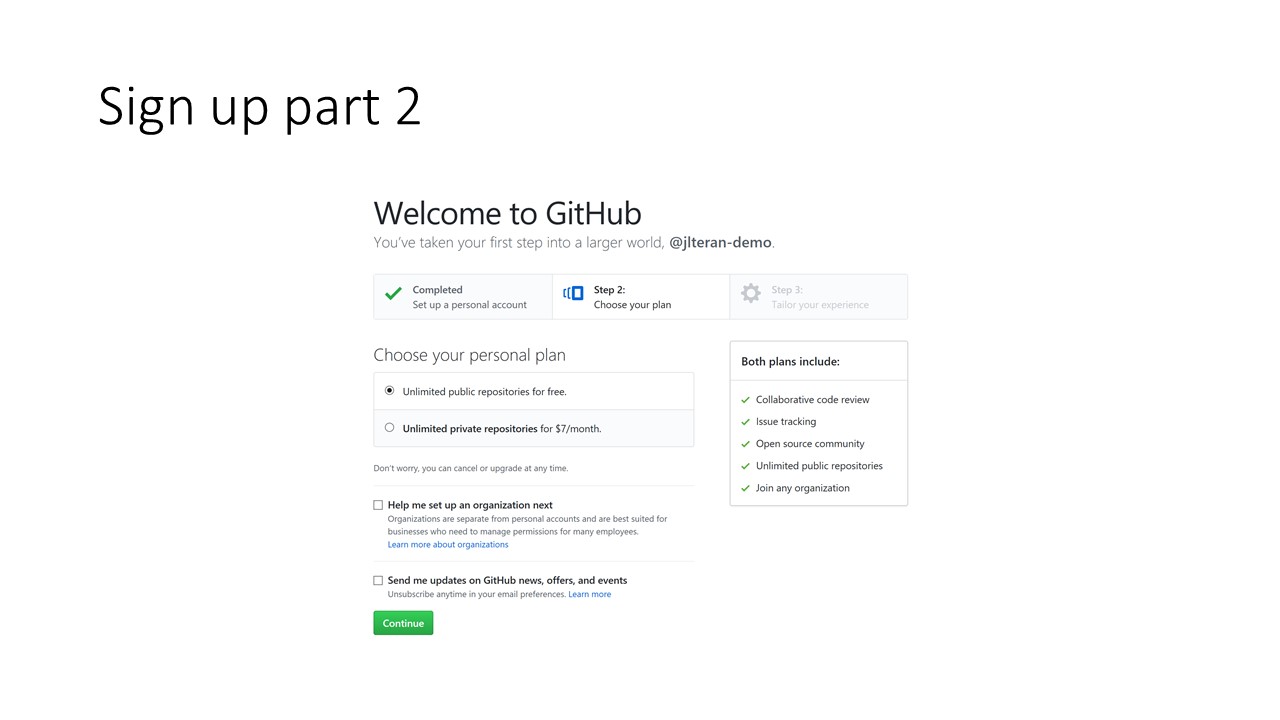 Sign up part 2
Welcome to GitHub
You've taken your first step into a larger world, @jlteran-demo.
Completed
Set up a personal account
Step 2:
Choose your plan
Step 3:
Tailor your experience
Choose your personal plan
Unlimited public repositories for free.
Unlimited private repositories for $7/month.
Don't worry, you can cancel or upgrade at any time.
Help me set up an organization next
Organizations are separate from personal accounts and are best suited for
businesses who need to manage permissions for many employees.
Learn more about organizations
Send me updates on GitHub news, offers, and events
Unsubscribe anytime in your email preferences. Learn more
Continue
Both plans include:
Collaborative code review
Issue tracking
Open source community
Unlimited public repositories
Join any organization